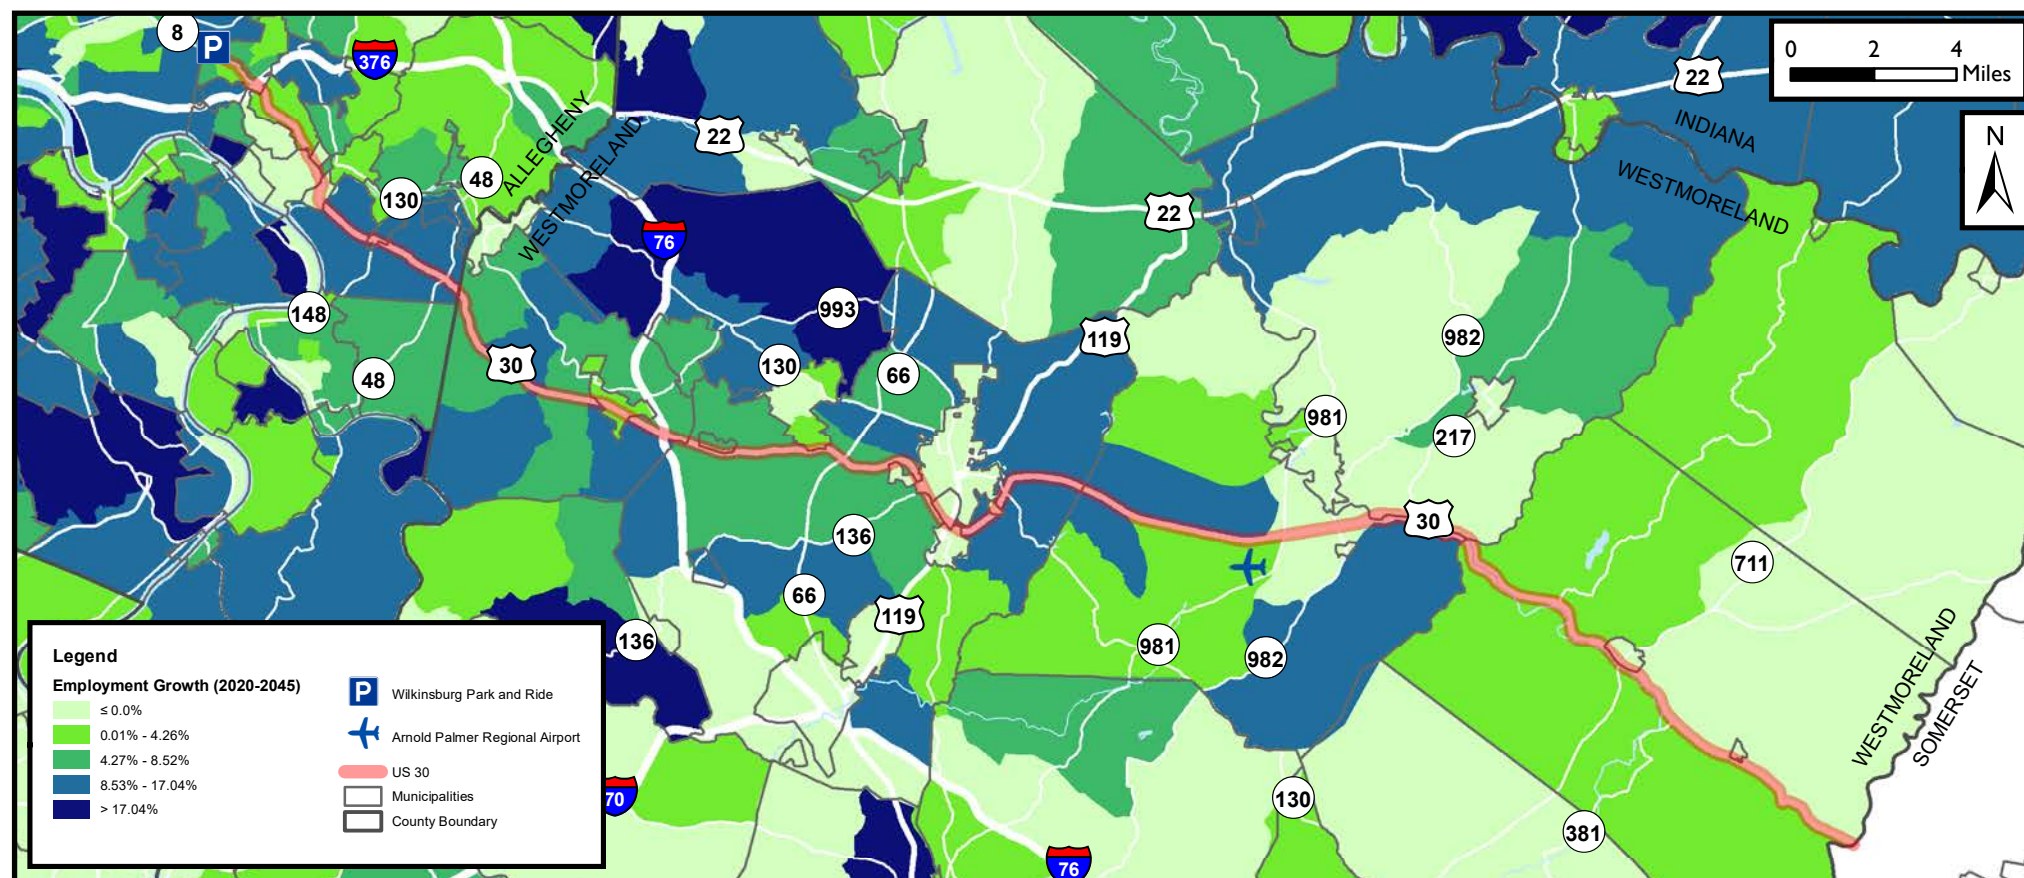 8
P
376
22
0 2 4
Miles
22
INDIANA
N
ALLEGHENY
WESTMORELAND
48
130
WESTMORELAND
22
76
148
993
119
982
30
130
66
48
981
217
30
136
711
66
119
136
981
982
WESTMORELAND
SOMERSET
70
130
381
76
Legend
Employment Growth (2020-2045)
≤ 0.0%
0.01% - 4.26%
4.27% - 8.52%
8.53% - 17.04%
> 17.04%
P Wilkinsburg Park and Ride
Arnold Palmer Regional Airport
US 30
Municipalities
County Boundary